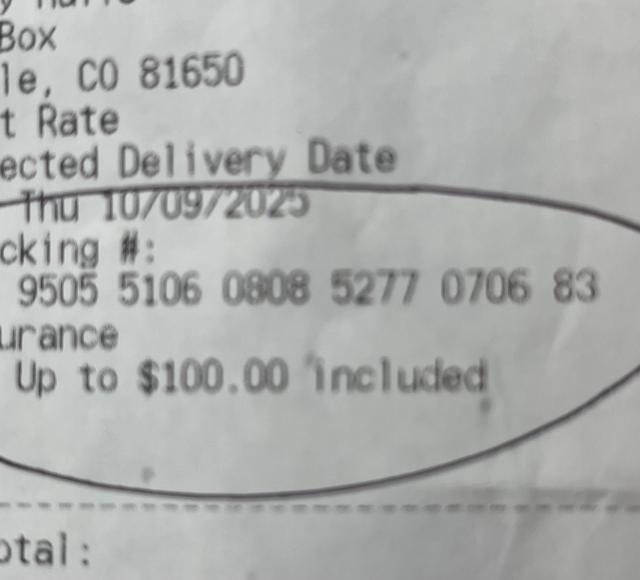 Box
le, CO 81650
t Rate
ected Delivery Date
Thu 10/09/2025
cking #:
9505 5106 0808 5277 0706 83
urance
Up to $100.00 included
otal: